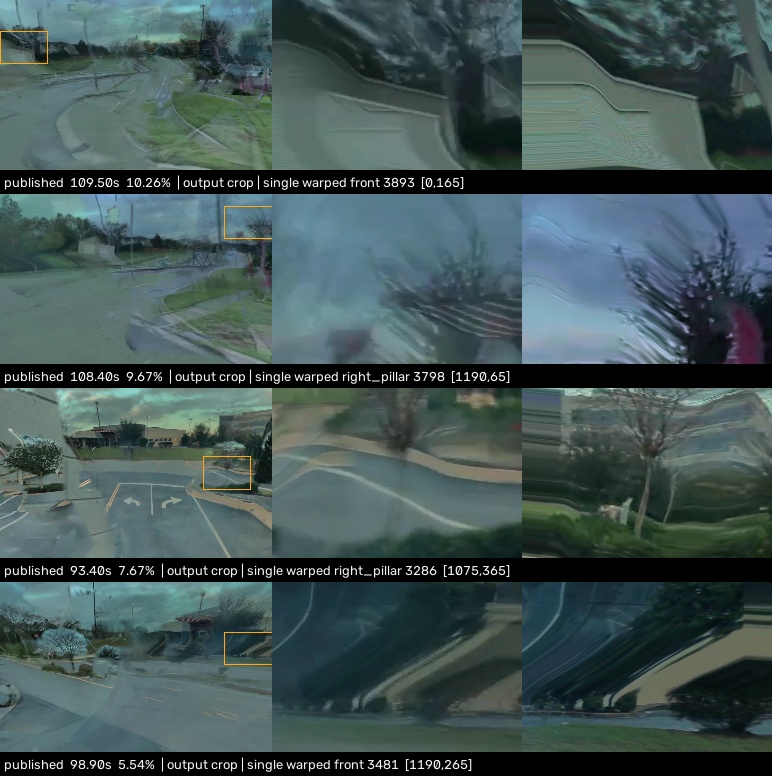 published 109.50s 10.26% | output crop | single warped front 3893 [0,165]
published 108.40s 9.67% | output crop | single warped right_pillar 3798 [1190,65]
published 93.40s 7.67% | output crop | single warped right_pillar 3286 [1075,365]
published 98.90s 5.54% | output crop | single warped front 3481 [1190,265]